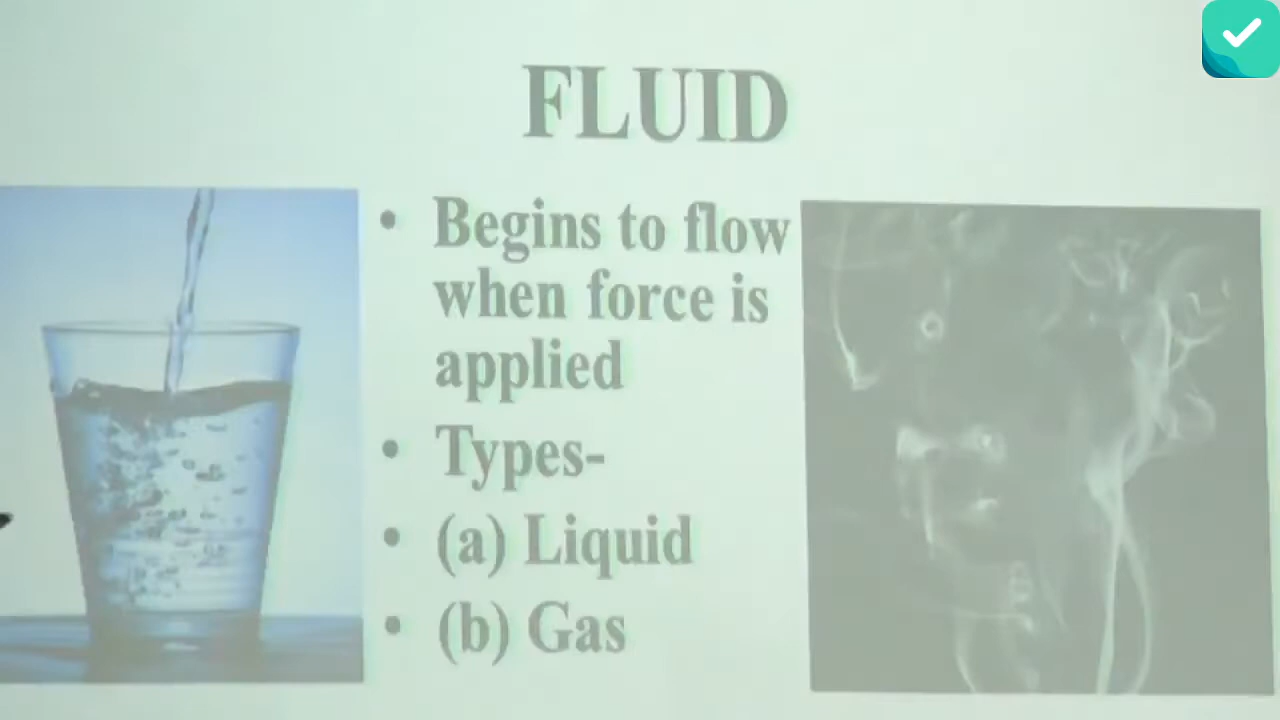 FLUID
• Begins to flow
when force is
applied
• Types-
• (a) Liquid
• (b) Gas